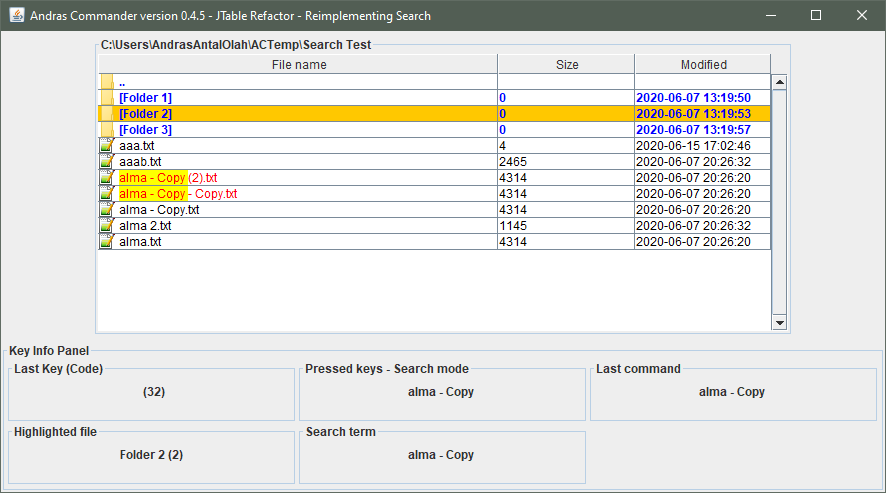 Andras Commander version 0.4.5 - JTable Refactor - Reimplementing Search
C:\Users\AndrasAntalOlah\ACTemp\Search Test
File name Size Modified
..
[Folder 1] 0 2020-06-07 13:19:50
[Folder 2] 0 2020-06-07 13:19:53
[Folder 3] 0 2020-06-07 13:19:57
aaa.txt 4 2020-06-15 17:02:46
aaab.txt 2465 2020-06-07 20:26:32
alma - Copy (2).txt 4314 2020-06-07 20:26:20
alma - Copy - Copy.txt 4314 2020-06-07 20:26:20
alma - Copy.txt 4314 2020-06-07 20:26:20
alma 2.txt 1145 2020-06-07 20:26:32
alma.txt 4314 2020-06-07 20:26:20
Key Info Panel
Last Key (Code) Pressed keys - Search mode Last command
(32) alma - Copy alma - Copy
Highlighted file Search term
Folder 2 (2) alma - Copy